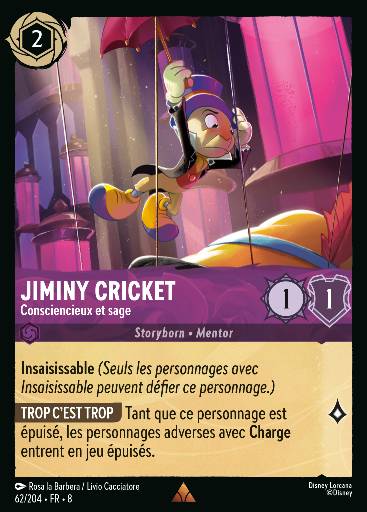 2
JIMINY CRICKET
Consciencieux et sage
1
1
Storyborn • Mentor
Insaisissable (Seuls les personnages avec
Insaisissable peuvent défier ce personnage.)
TROP C'EST TROP Tant que ce personnage est
épuisé, les personnages adverses avec Charge
entrent en jeu épuisés.
Rosa la Barbera / Livio Cacciatore
62/204 • FR • 8
Disney Lorcana
©Disney